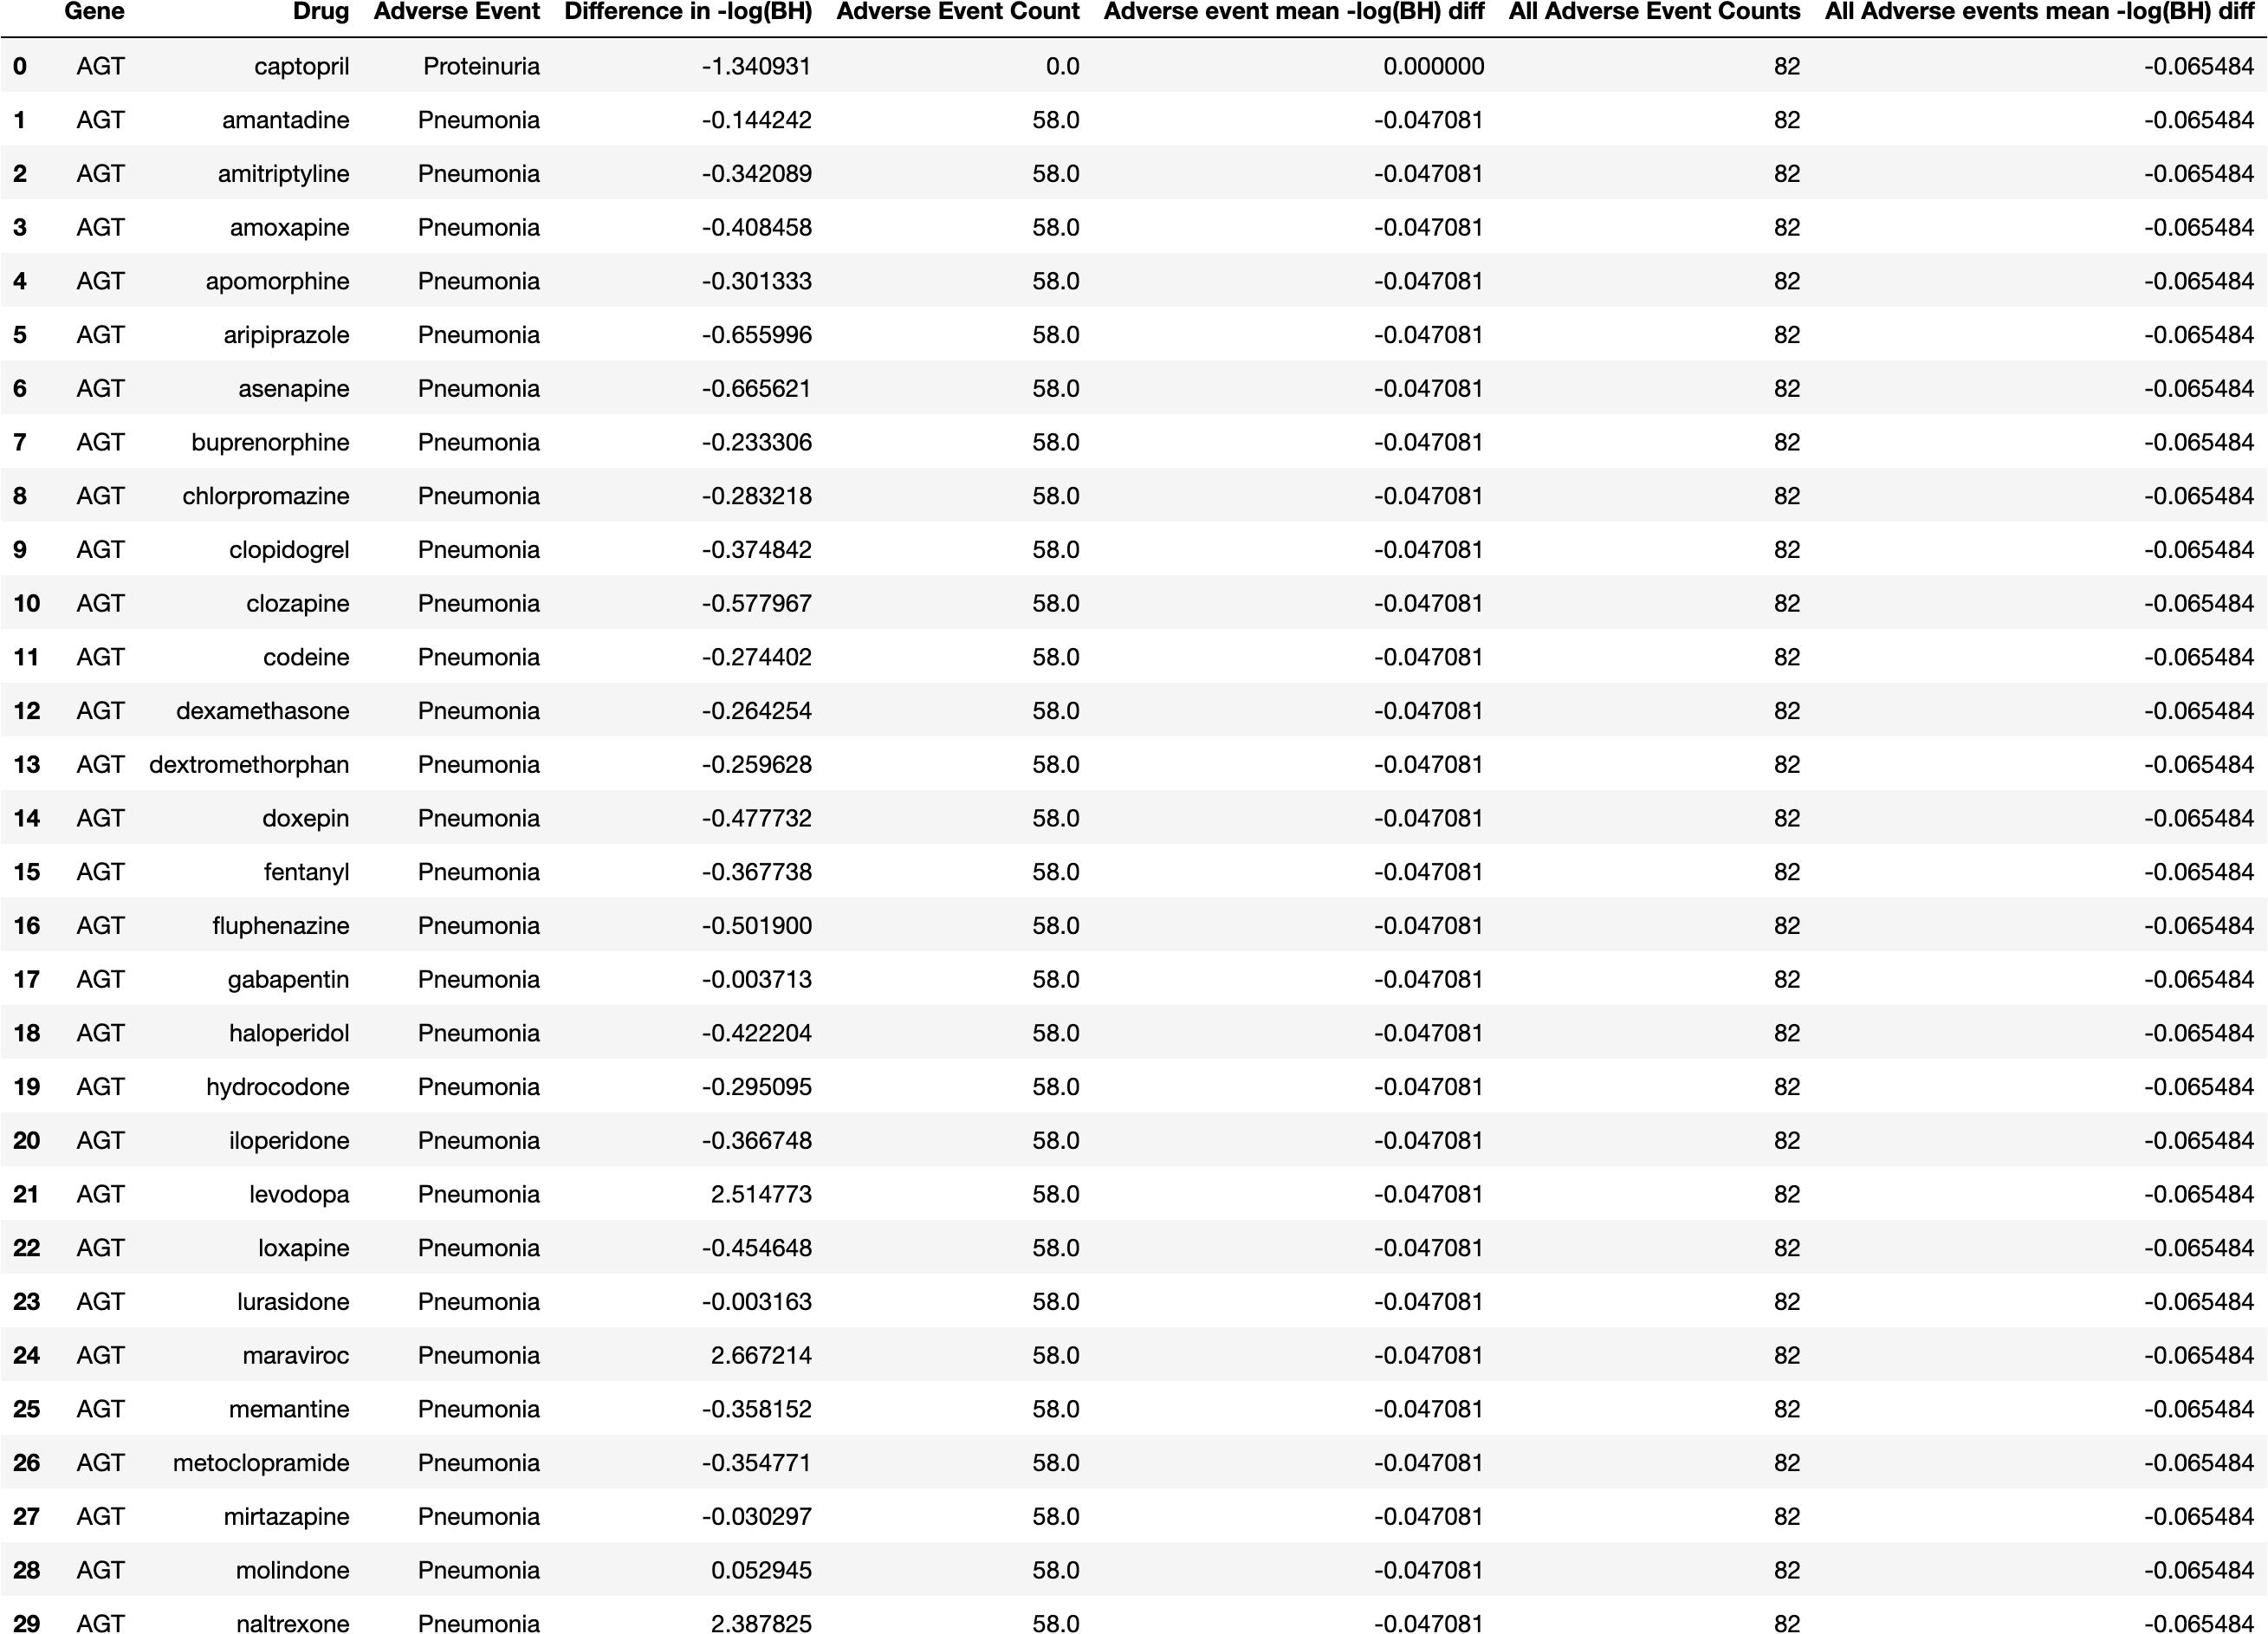 Gene Drug Adverse Event Difference in -log(BH) Adverse Event Count Adverse event mean -log(BH) diff All Adverse Event Counts All Adverse events mean -log(BH) diff
0 AGT captopril Proteinuria -1.340931 0.0 0.000000 82 -0.065484
1 AGT amantadine Pneumonia -0.144242 58.0 -0.047081 82 -0.065484
2 AGT amitriptyline Pneumonia -0.342089 58.0 -0.047081 82 -0.065484
3 AGT amoxapine Pneumonia -0.408458 58.0 -0.047081 82 -0.065484
4 AGT apomorphine Pneumonia -0.301333 58.0 -0.047081 82 -0.065484
5 AGT aripiprazole Pneumonia -0.655996 58.0 -0.047081 82 -0.065484
6 AGT asenapine Pneumonia -0.665621 58.0 -0.047081 82 -0.065484
7 AGT buprenorphine Pneumonia -0.233306 58.0 -0.047081 82 -0.065484
8 AGT chlorpromazine Pneumonia -0.283218 58.0 -0.047081 82 -0.065484
9 AGT clopidogrel Pneumonia -0.374842 58.0 -0.047081 82 -0.065484
10 AGT clozapine Pneumonia -0.577967 58.0 -0.047081 82 -0.065484
11 AGT codeine Pneumonia -0.274402 58.0 -0.047081 82 -0.065484
12 AGT dexamethasone Pneumonia -0.264254 58.0 -0.047081 82 -0.065484
13 AGT dextromethorphan Pneumonia -0.259628 58.0 -0.047081 82 -0.065484
14 AGT doxepin Pneumonia -0.477732 58.0 -0.047081 82 -0.065484
15 AGT fentanyl Pneumonia -0.367738 58.0 -0.047081 82 -0.065484
16 AGT fluphenazine Pneumonia -0.501900 58.0 -0.047081 82 -0.065484
17 AGT gabapentin Pneumonia -0.003713 58.0 -0.047081 82 -0.065484
18 AGT haloperidol Pneumonia -0.422204 58.0 -0.047081 82 -0.065484
19 AGT hydrocodone Pneumonia -0.295095 58.0 -0.047081 82 -0.065484
20 AGT iloperidone Pneumonia -0.366748 58.0 -0.047081 82 -0.065484
21 AGT levodopa Pneumonia 2.514773 58.0 -0.047081 82 -0.065484
22 AGT loxapine Pneumonia -0.454648 58.0 -0.047081 82 -0.065484
23 AGT lurasidone Pneumonia -0.003163 58.0 -0.047081 82 -0.065484
24 AGT maraviroc Pneumonia 2.667214 58.0 -0.047081 82 -0.065484
25 AGT memantine Pneumonia -0.358152 58.0 -0.047081 82 -0.065484
26 AGT metoclopramide Pneumonia -0.354771 58.0 -0.047081 82 -0.065484
27 AGT mirtazapine Pneumonia -0.030297 58.0 -0.047081 82 -0.065484
28 AGT molindone Pneumonia 0.052945 58.0 -0.047081 82 -0.065484
29 AGT naltrexone Pneumonia 2.387825 58.0 -0.047081 82 -0.065484